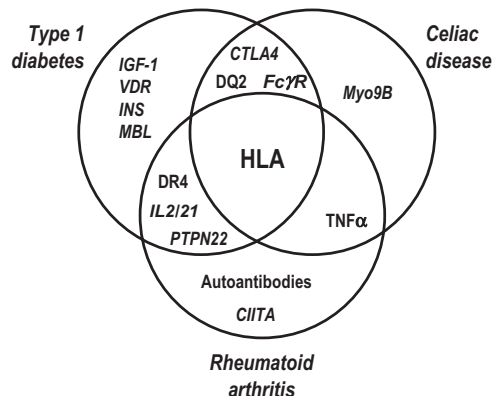 Type 1
diabetes
Celiac
disease
IGF-1
VDR
INS
MBL
CTLA4
DQ2 FcγR
Myo9B
HLA
DR4
IL2/21
PTPN22
TNFα
Autoantibodies
CIITA
Rheumatoid
arthritis